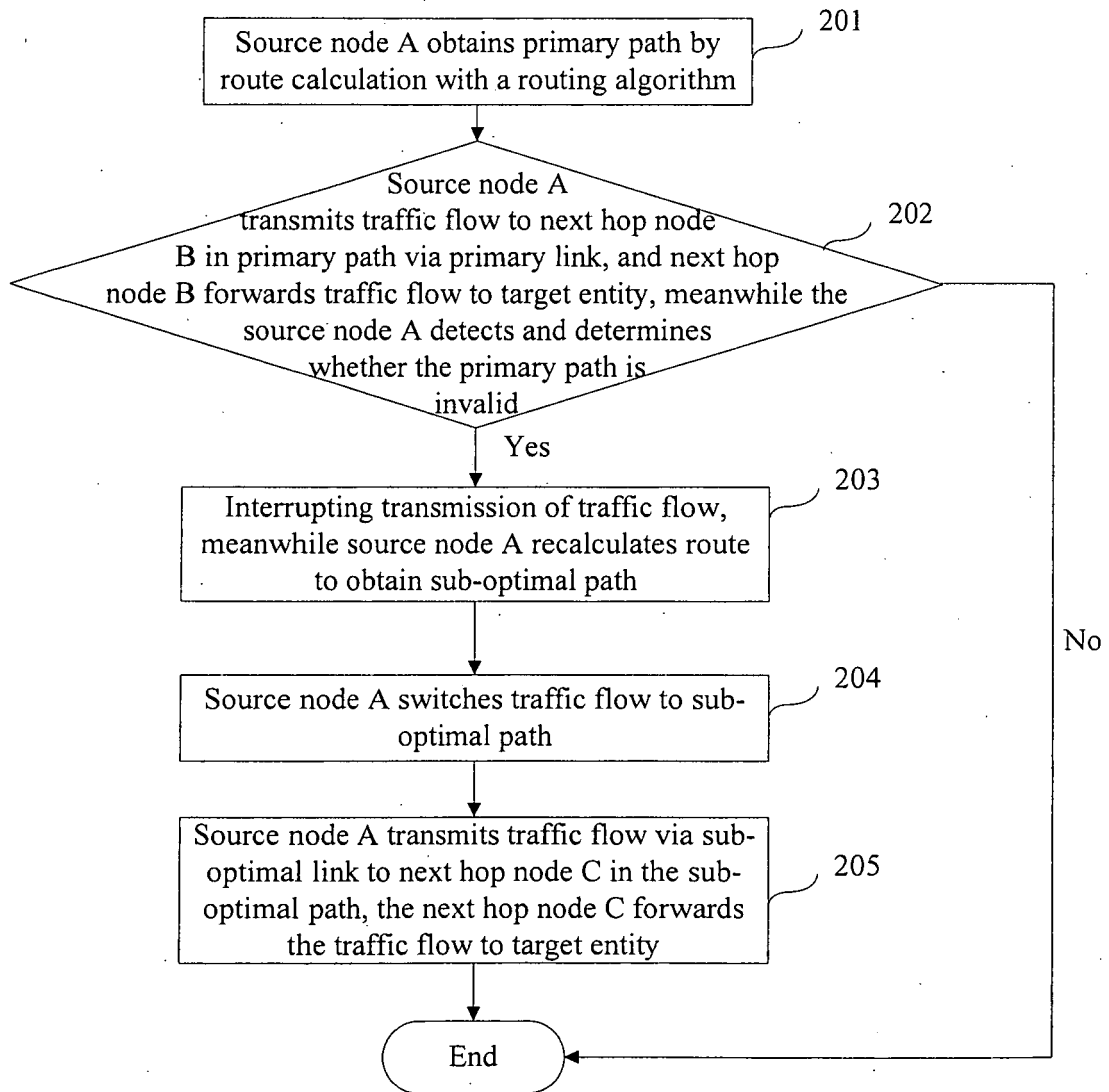 201
Source node A obtains primary path by
route calculation with a routing algorithm
Source node A
transmits traffic flow to next hop node
B in primary path via primary link, and next hop
node B forwards traffic flow to target entity, meanwhile the
source node A detects and determines
whether the primary path is
invalid
202
Yes
203
Interrupting transmission of traffic flow,
meanwhile source node A recalculates route
to obtain sub-optimal path
No
204
Source node A switches traffic flow to sub-
optimal path
Source node A transmits traffic flow via sub-
optimal link to next hop node C in the sub-
optimal path, the next hop node C forwards
the traffic flow to target entity
205
End